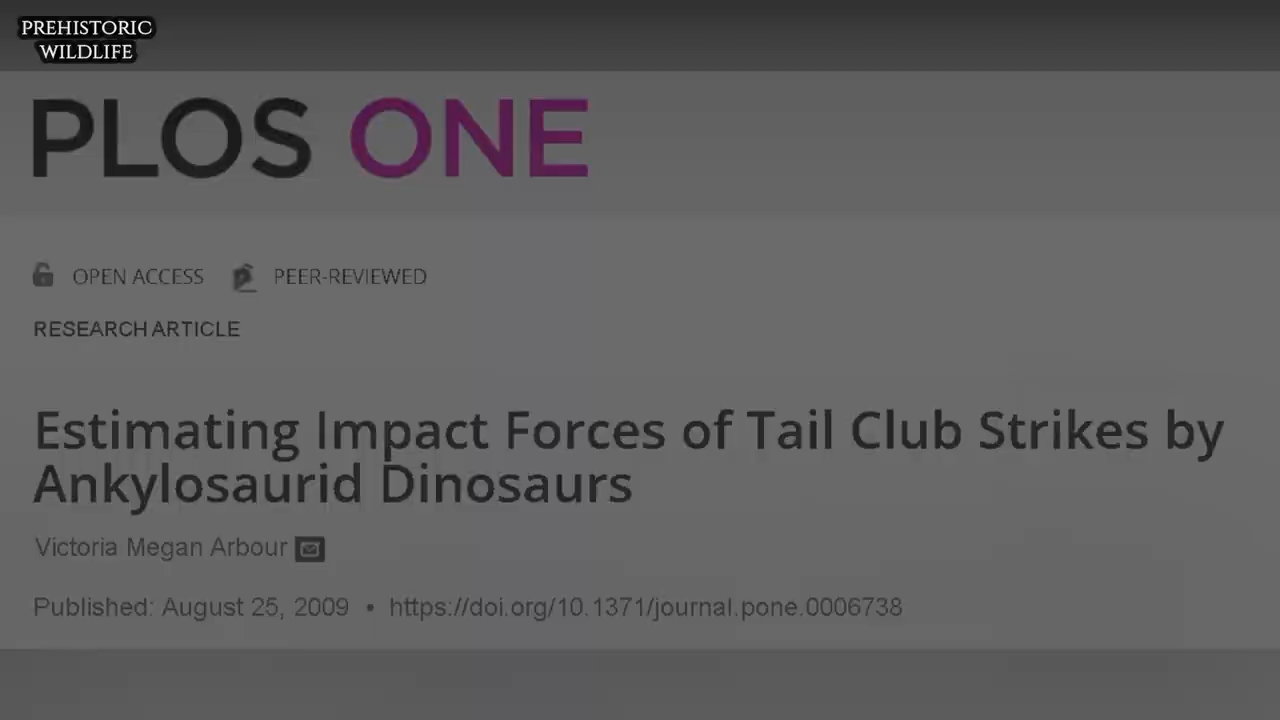 PREHISTORIC
WILDLIFE
PLOS ONE
OPEN ACCESS PEER-REVIEWED
RESEARCH ARTICLE
Estimating Impact Forces of Tail Club Strikes by
Ankylosaurid Dinosaurs
Victoria Megan Arbour
Published: August 25, 2009 • https://doi.org/10.1371/journal.pone.0006738